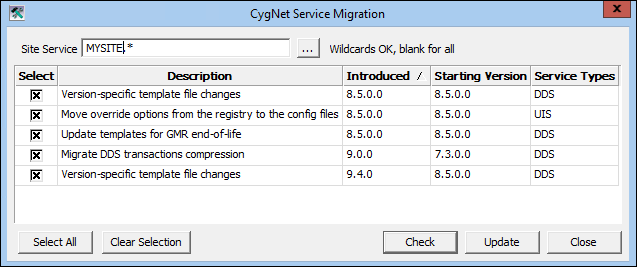 CygNet Service Migration
Site Service MYSITE.* ... Wildcards OK, blank for all
Select Description Introduced / Starting Version Service Types
Version-specific template file changes 8.5.0.0 8.5.0.0 DDS
Move override options from the registry to the config files 8.5.0.0 8.5.0.0 UIS
Update templates for GMR end-of-life 8.5.0.0 8.5.0.0 DDS
Migrate DDS transactions compression 9.0.0 7.3.0.0 DDS
Version-specific template file changes 9.4.0 8.5.0.0 DDS
Select All Clear Selection Check Update Close